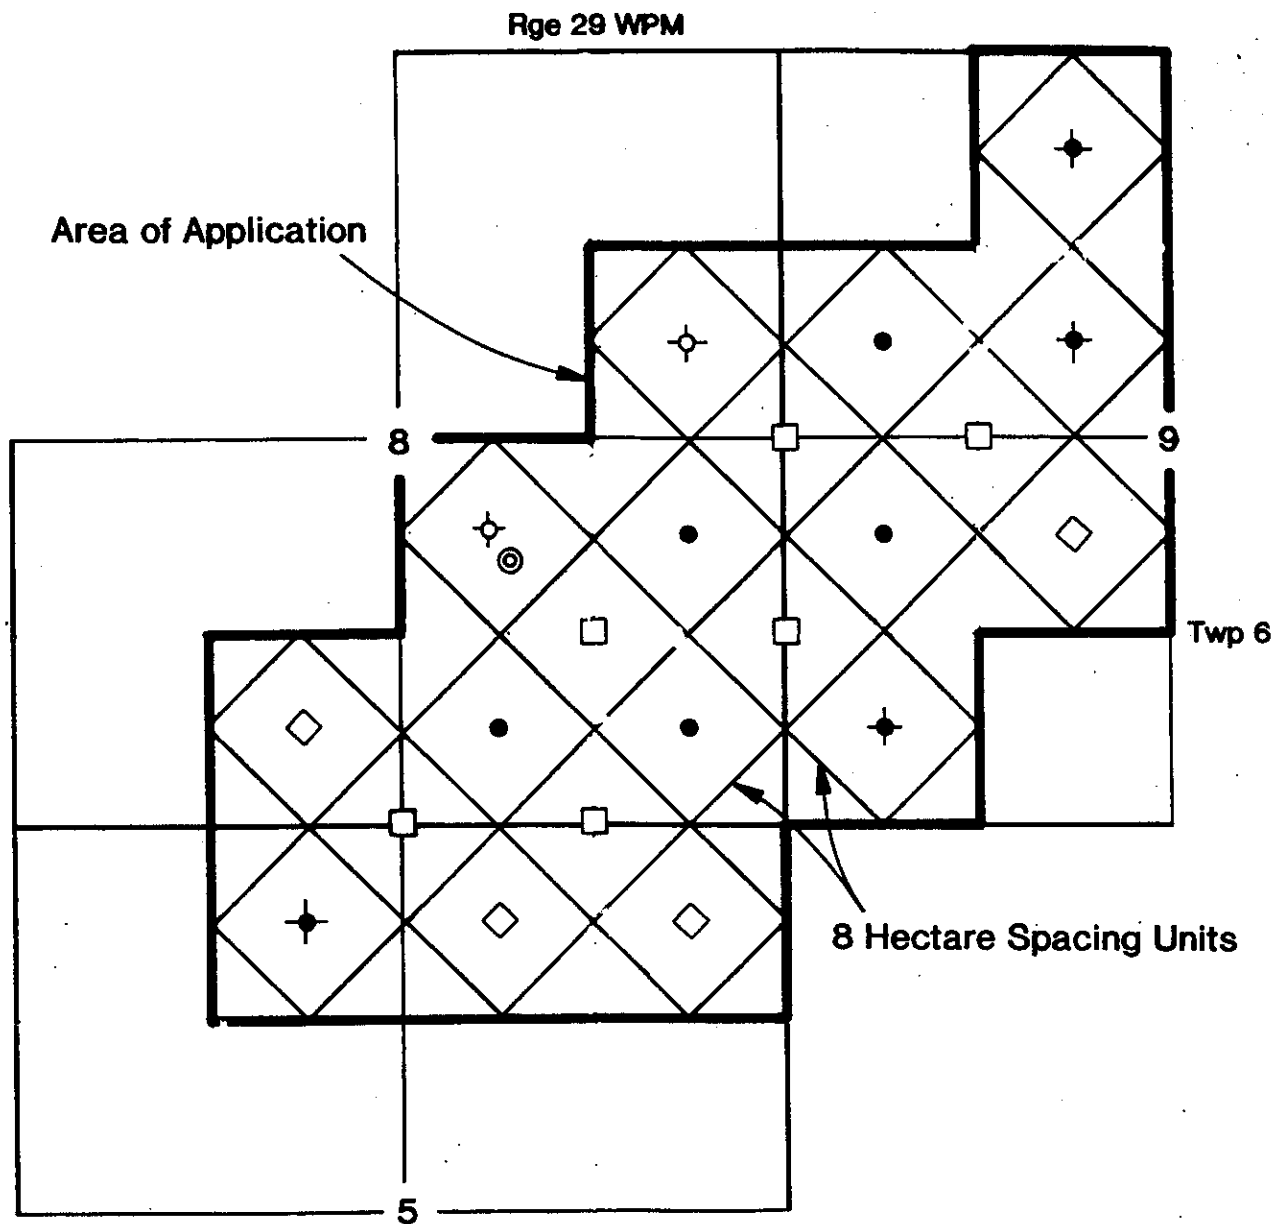 Rge 29 WPM
Area of Application
8
9
Twp 6
8 Hectare Spacing Units
5